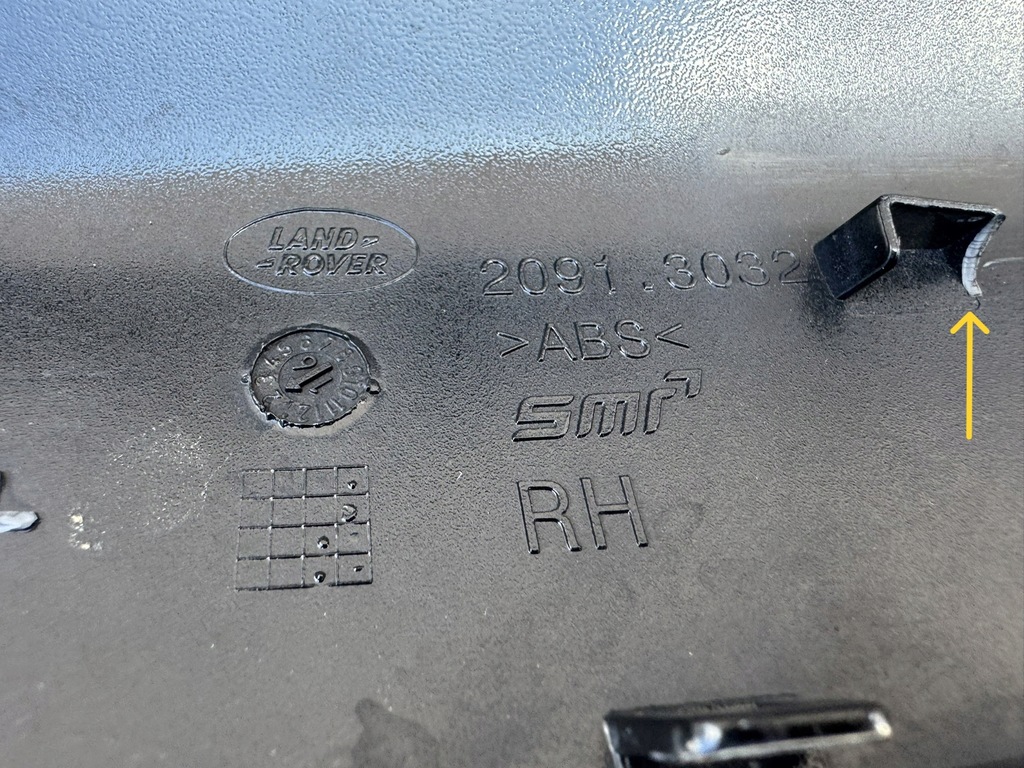 LAND-
-ROVER
2091.3032
>ABS<
smr
RH